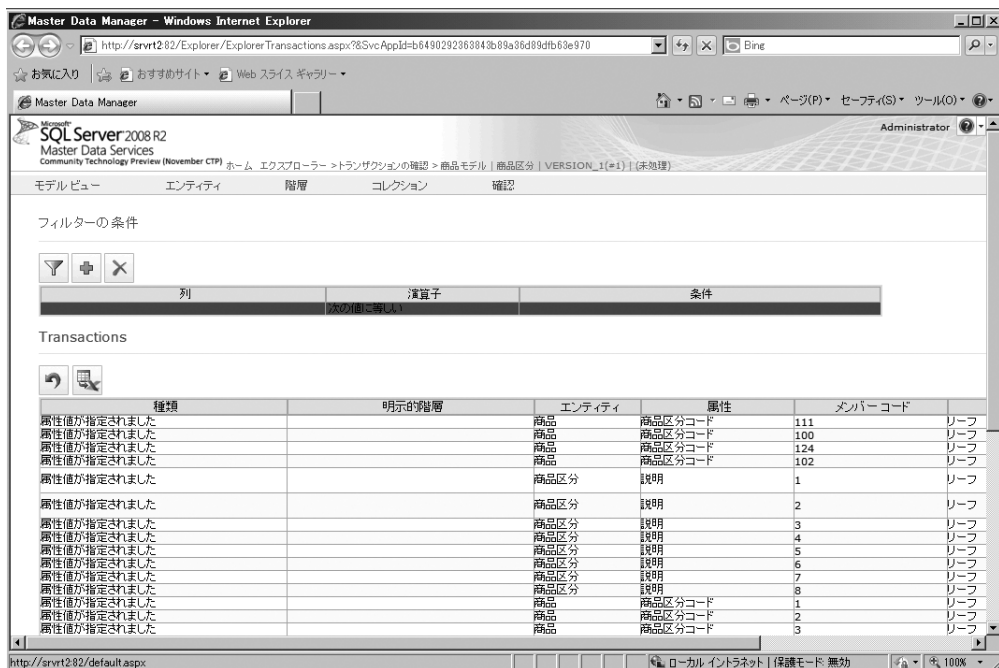 Master Data Manager - Windows Internet Explorer
http://srvrt2:82/Explorer/ExplorerTransactions.aspx?&SvcAppId=b6490292363843b89a36d89dfb63e970
Bing
お気に入り おすすめサイト Web スライス ギャラリー
Master Data Manager
ページ(P) セーフティ(S) ツール(O)
Microsoft
SQL Server 2008 R2
Master Data Services
Community Technology Preview (November CTP)
Administrator
ホーム エクスプローラー >トランザクションの確認 > 商品モデル | 商品区分 | VERSION_1(#1) | (未処理)
モデル ビュー エンティティ 階層 コレクション 確認
フィルターの条件
列 演算子 条件
次の値に等しい
Transactions
種類 明示的階層 エンティティ 属性 メンバー コード
属性値が指定されました 商品 商品区分コード 111 リーフ
属性値が指定されました 商品 商品区分コード 100 リーフ
属性値が指定されました 商品 商品区分コード 124 リーフ
属性値が指定されました 商品 商品区分コード 102 リーフ
属性値が指定されました 商品区分 説明 1 リーフ
属性値が指定されました 商品区分 説明 2 リーフ
属性値が指定されました 商品区分 説明 3 リーフ
属性値が指定されました 商品区分 説明 4 リーフ
属性値が指定されました 商品区分 説明 5 リーフ
属性値が指定されました 商品区分 説明 6 リーフ
属性値が指定されました 商品区分 説明 7 リーフ
属性値が指定されました 商品区分 説明 8 リーフ
属性値が指定されました 商品 商品区分コード 1 リーフ
属性値が指定されました 商品 商品区分コード 2 リーフ
属性値が指定されました 商品 商品区分コード 3 リーフ
http://srvrt2:82/default.aspx
ローカル イントラネット | 保護モード: 無効
100%